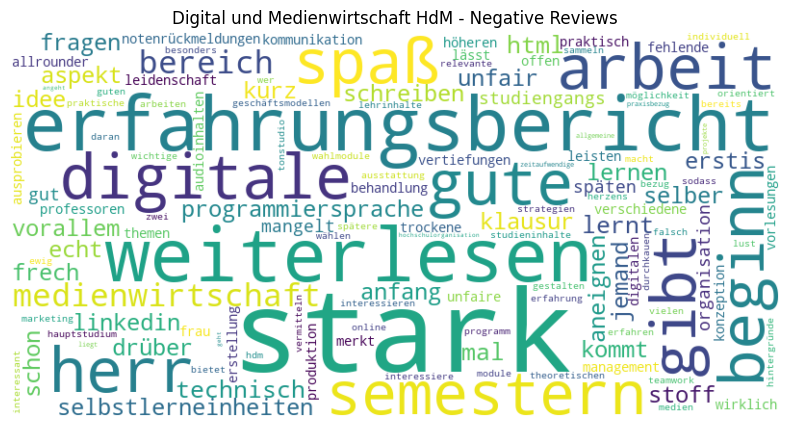 Digital und Medienwirtschaft HdM - Negative Reviews
fragen
notenrückmeldungen
kommunikation
allrounder
besonders
bereich
spaß
höheren
html
praktisch
individuell
sammeln
arbeit
angeht
guten
aspekt
leidenschaft
wer
relevante
lässt
offen
fehlende
idee
praktische
arbeiten
kurz
schreiben
unfair
studiengangs
möglichkeit
bereits
orientiert
geschäftsmodellen
lehrinhalte
praxisbezug
ausprobieren
erfahrungsbericht
daran
audioinhalten
tonstudio
wahlmodule
allgemeine
projekte
wichtige
ausstattung
digitale
vertiefungen
zeitaufwendige
leisten
macht
erstis
gut
behandlung
gute
lernen
herzens
bezug
sodass
professoren
programmiersprache
späten
selber
vorallem
themen
zwei
mangelt
trockene
strategien
klausur
verschiedene
lernt
vorlesungen
echt
wählen
spätere
hochschulorganisation
studieninhalte
falsch
lust
weiterlesen
frech
ewig
gestalten
aneignen
jemand
digitalen
durchkauen
gibt
organisation
konzeption
beginn
medienwirtschaft
anfang
unfaire
interessieren
erfahrung
vielen
marketing
linkedin
frau
erstellung
vermitteln
online
programm
erfahren
hintergründe
hauptstudium
drüber
produktion
merkt
mal
kommt
management
schon
liegt
geht
stark
interessant
herr
bietet
hdm
interessiere
module
theoretischen
teamwork
technisch
semestern
stoff
selbstlerneinheiten
medien
wirklich